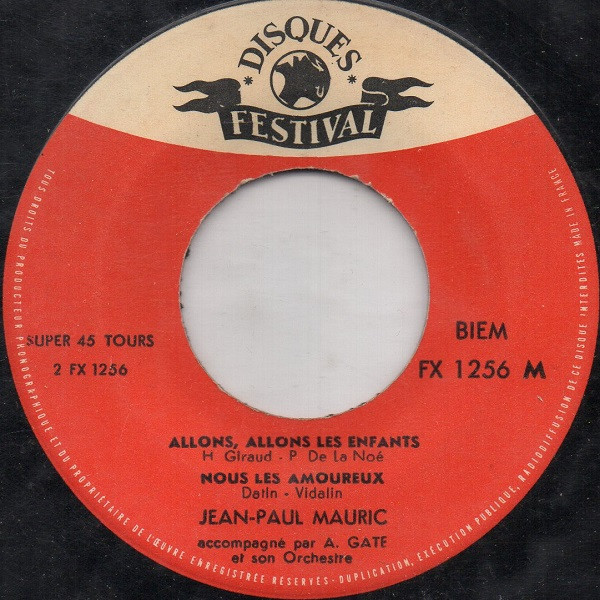 DISQUES
FESTIVAL
SUPER 45 TOURS
2 FX 1256
BIEM
FX 1256 M
ALLONS, ALLONS LES ENFANTS
H Giraud - P De La Noé
NOUS LES AMOUREUX
Datin - Vidalin
JEAN-PAUL MAURIC
accompagné par A. GATE
et son Orchestre
TOUS DROITS DU PRODUCTEUR PHONOGRAPHIQUE ET DU PROPRIÉTAIRE DE L'ŒUVRE ENREGISTRÉE RÉSERVÉS - DUPLICATION, EXÉCUTION PUBLIQUE, RADIODIFFUSION DE CE DISQUE INTERDITES MADE IN FRANCE